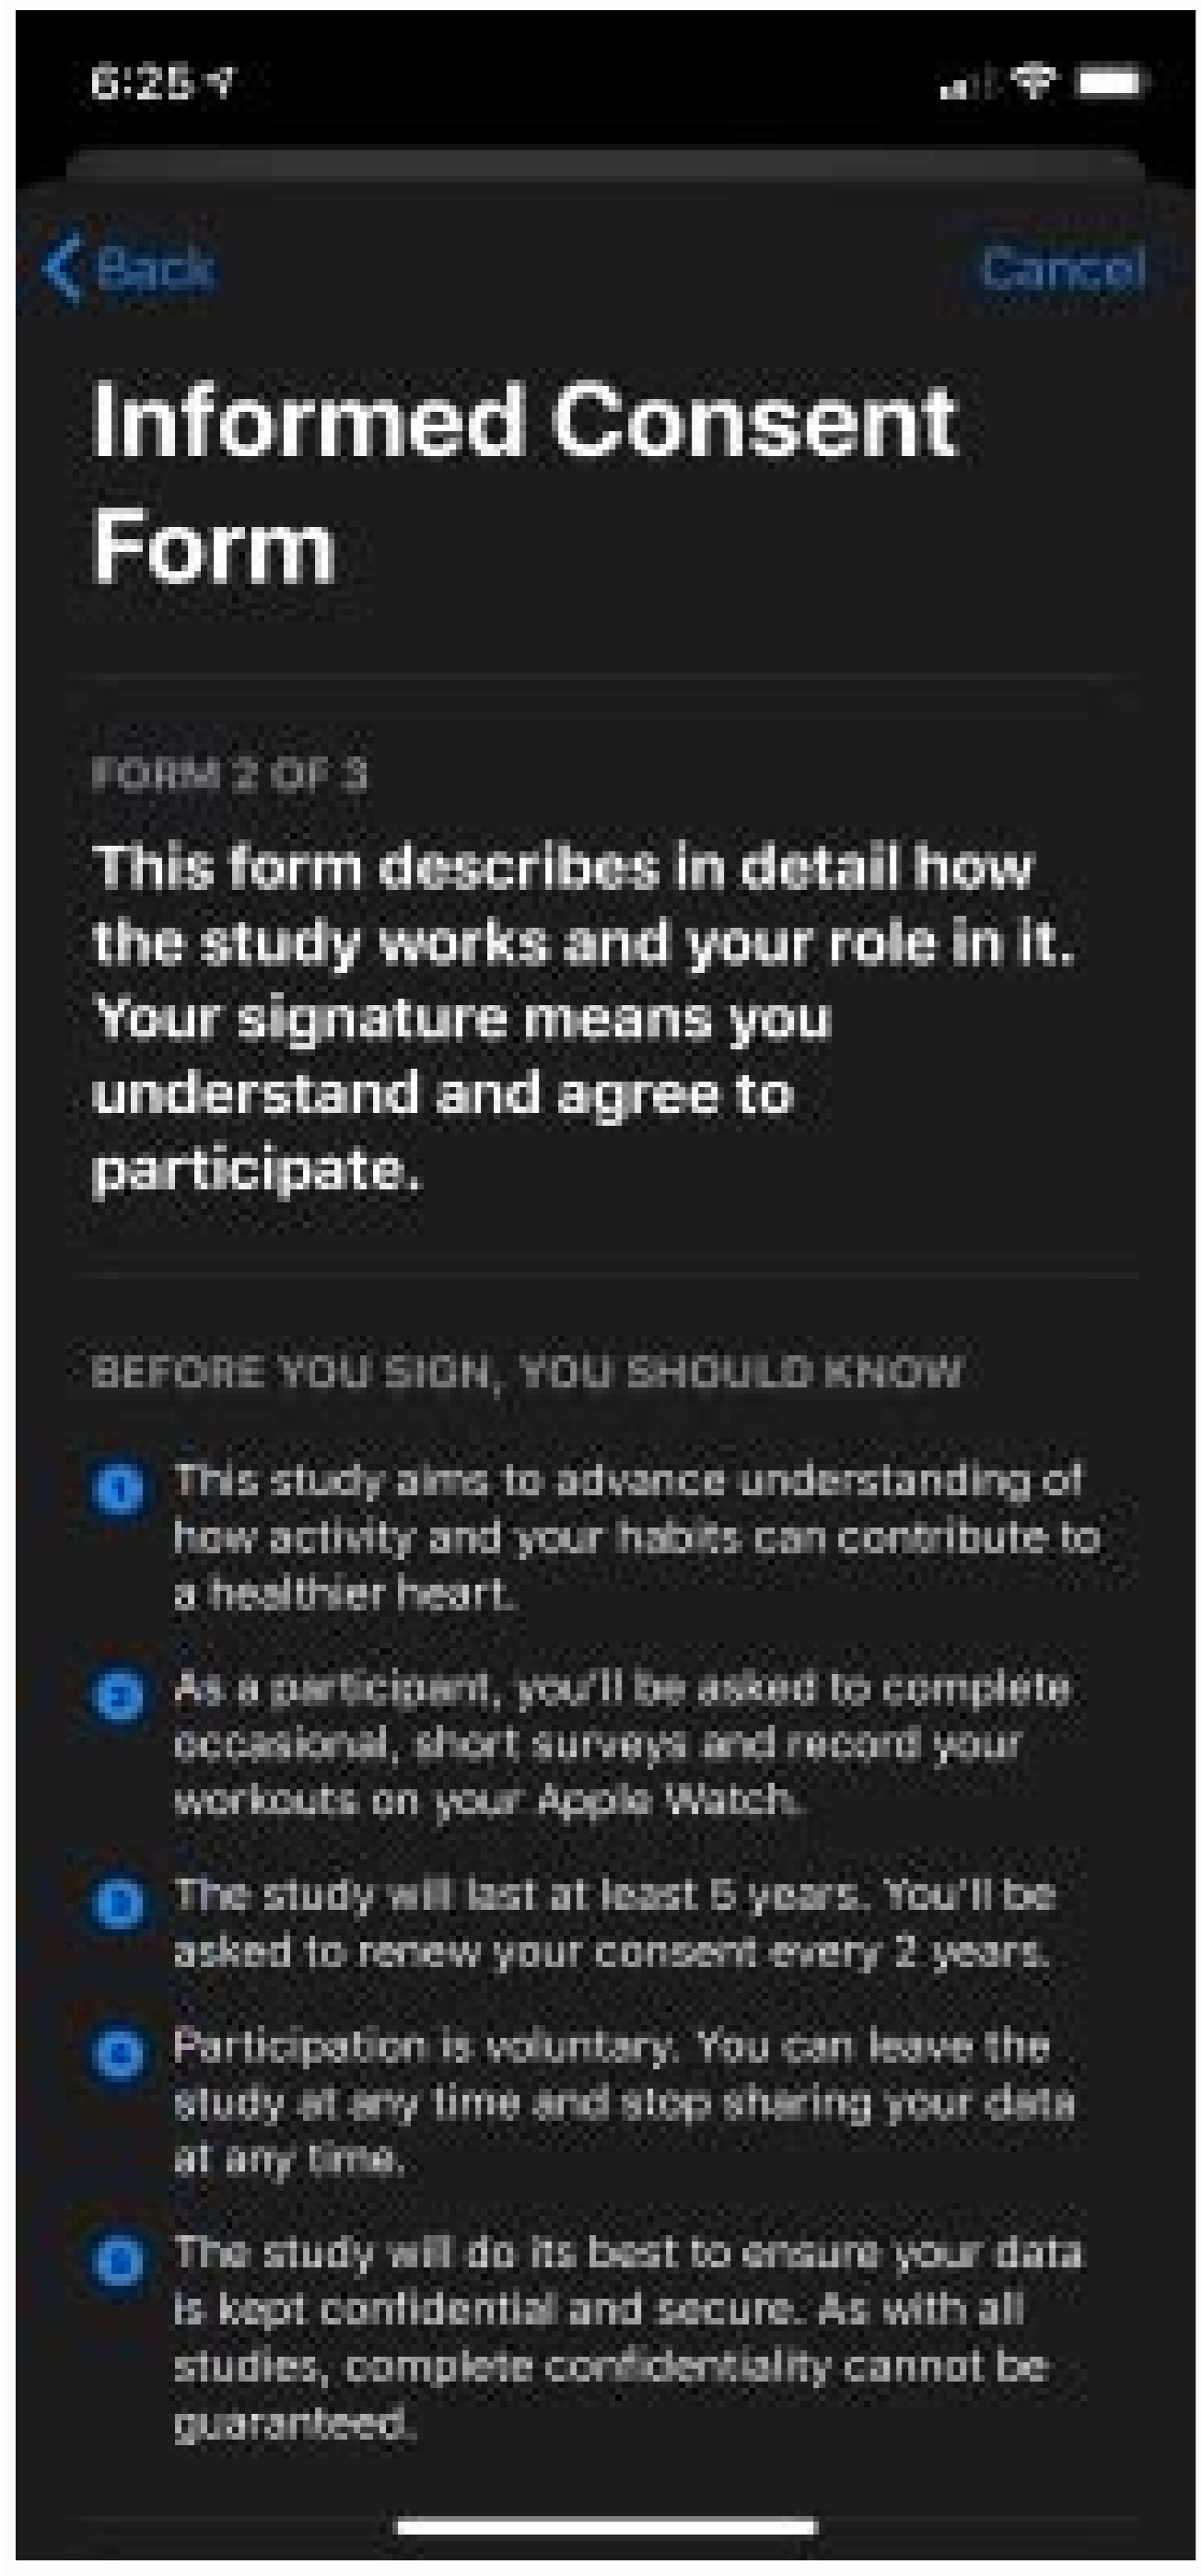 6:25
Back
Cancel
Informed Consent
Form
FORM 2 OF 3
This form describes in detail how
the study works and your role in it.
Your signature means you
understand and agree to
participate.
BEFORE YOU SIGN, YOU SHOULD KNOW
1 This study aims to advance understanding of
how activity and your habits can contribute to
a healthier heart.
2 As a participant, you'll be asked to complete
occasional, short surveys and record your
workouts on your Apple Watch.
3 The study will last at least 5 years. You'll be
asked to renew your consent every 2 years.
4 Participation is voluntary. You can leave the
study at any time and stop sharing your data
at any time.
5 The study will do its best to ensure your data
is kept confidential and secure. As with all
studies, complete confidentiality cannot be
guaranteed.